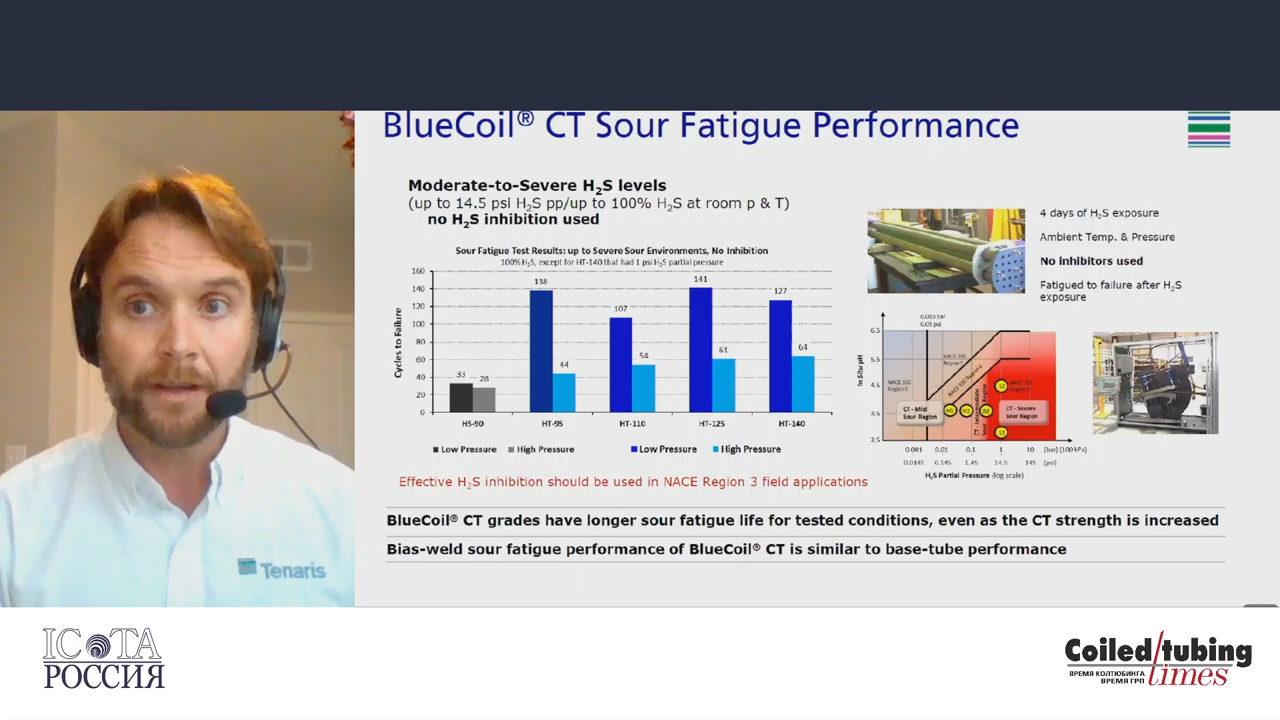 BlueCoil® CT Sour Fatigue Performance
Moderate-to-Severe H₂S levels
(up to 14.5 psi H₂S pp/up to 100% H₂S at room p & T)
no H₂S inhibition used
Sour Fatigue Test Results: up to Severe Sour Environments, No Inhibition
100% H₂S, except for HT-140 that had 1 psi H₂S partial pressure
Cycles to Failure
160
140
120
100
80
60
40
20
0
33
28
138
44
107
54
141
61
127
64
HS-90
HT-95
HT-110
HT-125
HT-140
Low Pressure
High Pressure
Low Pressure
High Pressure
4 days of H₂S exposure
Ambient Temp. & Pressure
No inhibitors used
Fatigued to failure after H₂S
exposure
0.003 bar
0.05 psi
In Situ pH
6.5
5.5
4.5
3.5
2.5
NACE SSC
Region 0
NACE SSC
Region 1
NACE SSC Region 2
NACE SSC
CT - Mild
Sour Region
CT - Intermediate
Sour Region
CT - Severe
Sour Region
0.001
0.01
0.1
1
10
(bar) (100 kPa)
0.0145
0.145
1.45
14.5
145
(psi)
H₂S Partial Pressure (log scale)
Effective H₂S inhibition should be used in NACE Region 3 field applications
BlueCoil® CT grades have longer sour fatigue life for tested conditions, even as the CT strength is increased
Bias-weld sour fatigue performance of BlueCoil® CT is similar to base-tube performance
Tenaris
ICoTA
РОССИЯ
Coiled tubing
times
ВРЕМЯ КОЛТЮБИНГА
ВРЕМЯ ГРП